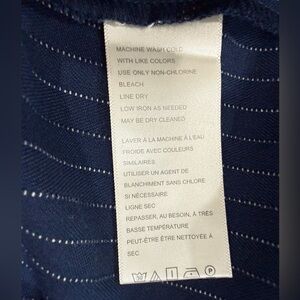 MACHINE WASH COLD
WITH LIKE COLORS
USE ONLY NON-CHLORINE
BLEACH
LINE DRY
LOW IRON AS NEEDED
MAY BE DRY CLEANED
LAVER A LA MACHINE À L'EAU
FROIDE AVEC COULEURS
SIMILAIRES
UTILISER UN AGENT DE
BLANCHIMENT SANS CHLORE
SI NÉCESSAIRE
LIGNE SEC
REPASSER, AU BESOIN, À TRÈS
BASSE TEMPÉRATURE
PEUT-ÊTRE ÊTRE NETTOYÉE À
SEC